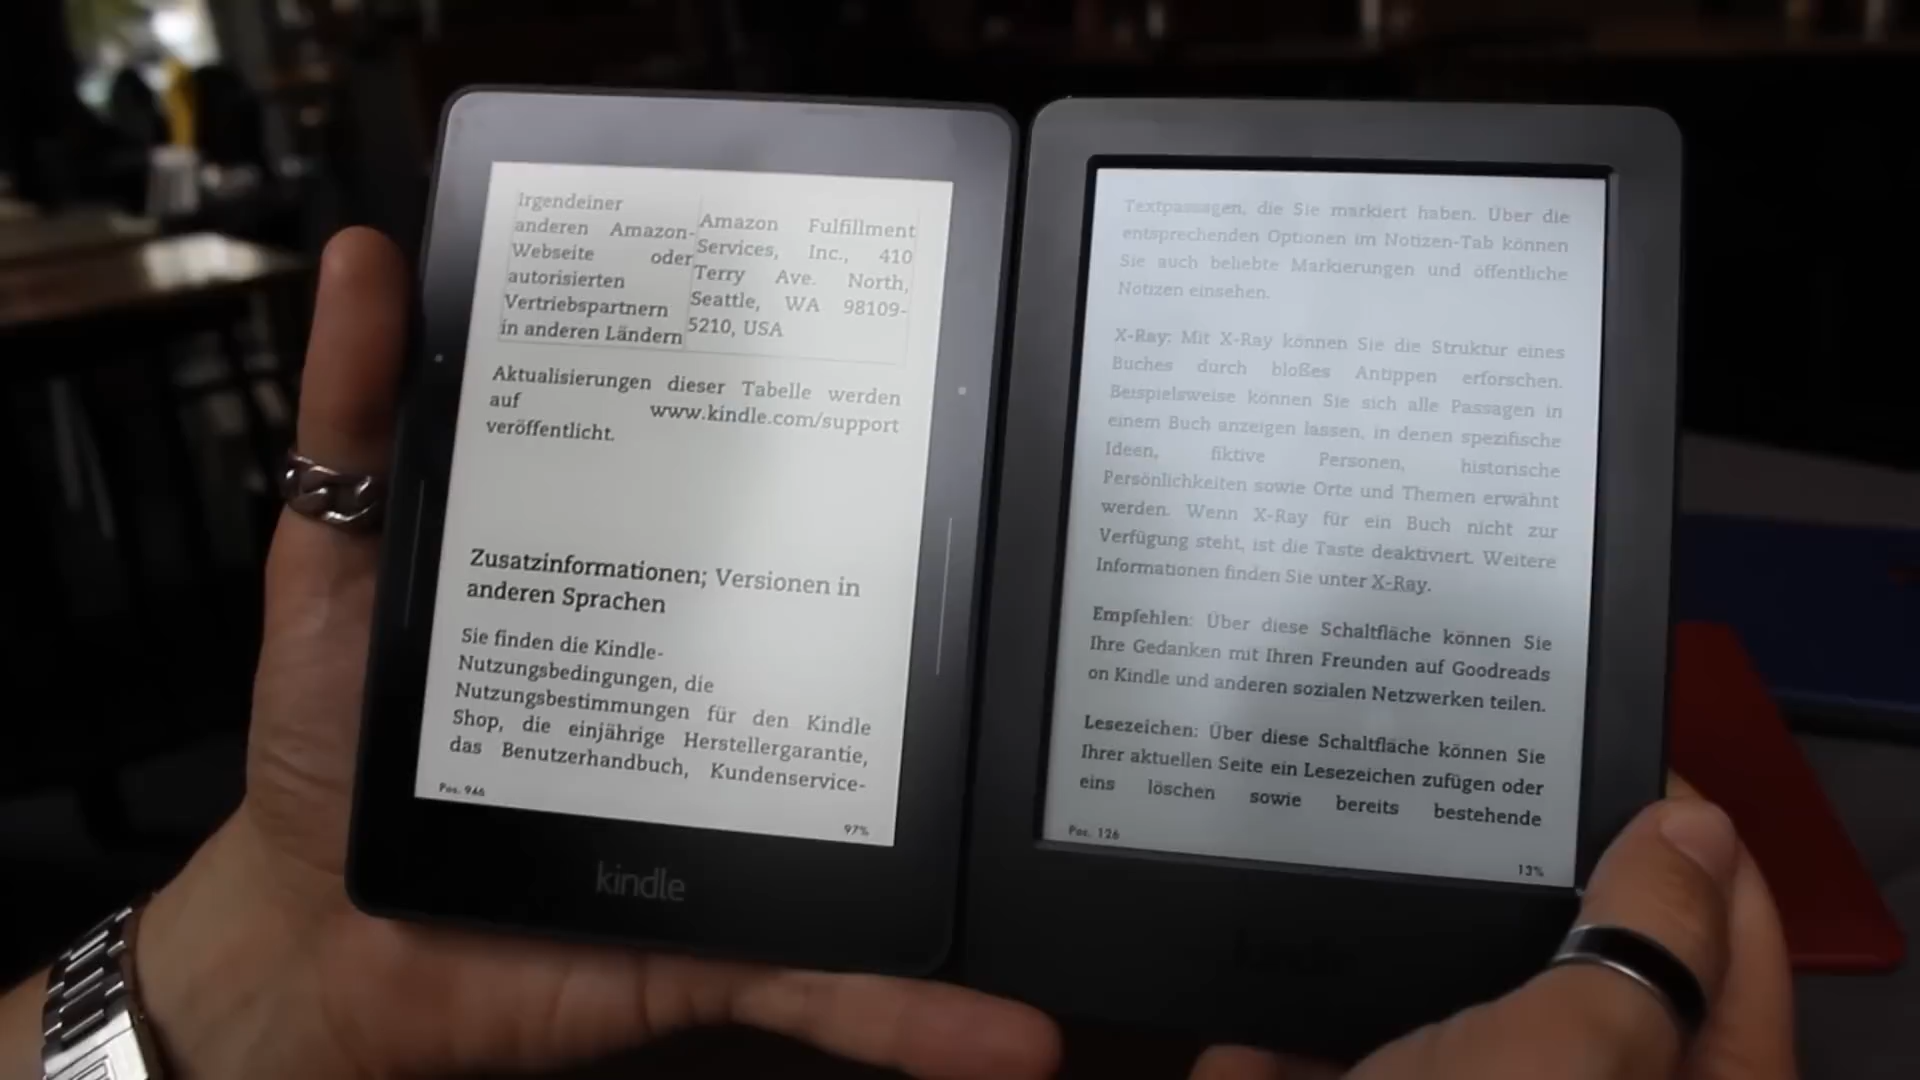 Irgendeiner
anderen Amazon-
Webseite oder
autorisierten
Vertriebspartnern
in anderen Ländern
Amazon Fulfillment
Services, Inc., 410
Terry Ave. North,
Seattle, WA 98109-
5210, USA
Aktualisierungen dieser Tabelle werden
auf www.kindle.com/support
veröffentlicht.
Zusatzinformationen; Versionen in
anderen Sprachen
Sie finden die Kindle-
Nutzungsbedingungen, die
Nutzungsbestimmungen für den Kindle
Shop, die einjährige Herstellergarantie,
das Benutzerhandbuch, Kundenservice-
Pos. 946
97%
kindle
Textpassagen, die Sie markiert haben. Über die
entsprechenden Optionen im Notizen-Tab können
Sie auch beliebte Markierungen und öffentliche
Notizen einsehen.
X-Ray: Mit X-Ray können Sie die Struktur eines
Buches durch bloßes Antippen erforschen.
Beispielsweise können Sie sich alle Passagen in
einem Buch anzeigen lassen, in denen spezifische
Ideen, fiktive Personen, historische
Persönlichkeiten sowie Orte und Themen erwähnt
werden. Wenn X-Ray für ein Buch nicht zur
Verfügung steht, ist die Taste deaktiviert. Weitere
Informationen finden Sie unter X-Ray.
Empfehlen: Über diese Schaltfläche können Sie
Ihre Gedanken mit Ihren Freunden auf Goodreads
on Kindle und anderen sozialen Netzwerken teilen.
Lesezeichen: Über diese Schaltfläche können Sie
Ihrer aktuellen Seite ein Lesezeichen zufügen oder
eins löschen sowie bereits bestehende
Pos. 126
13%